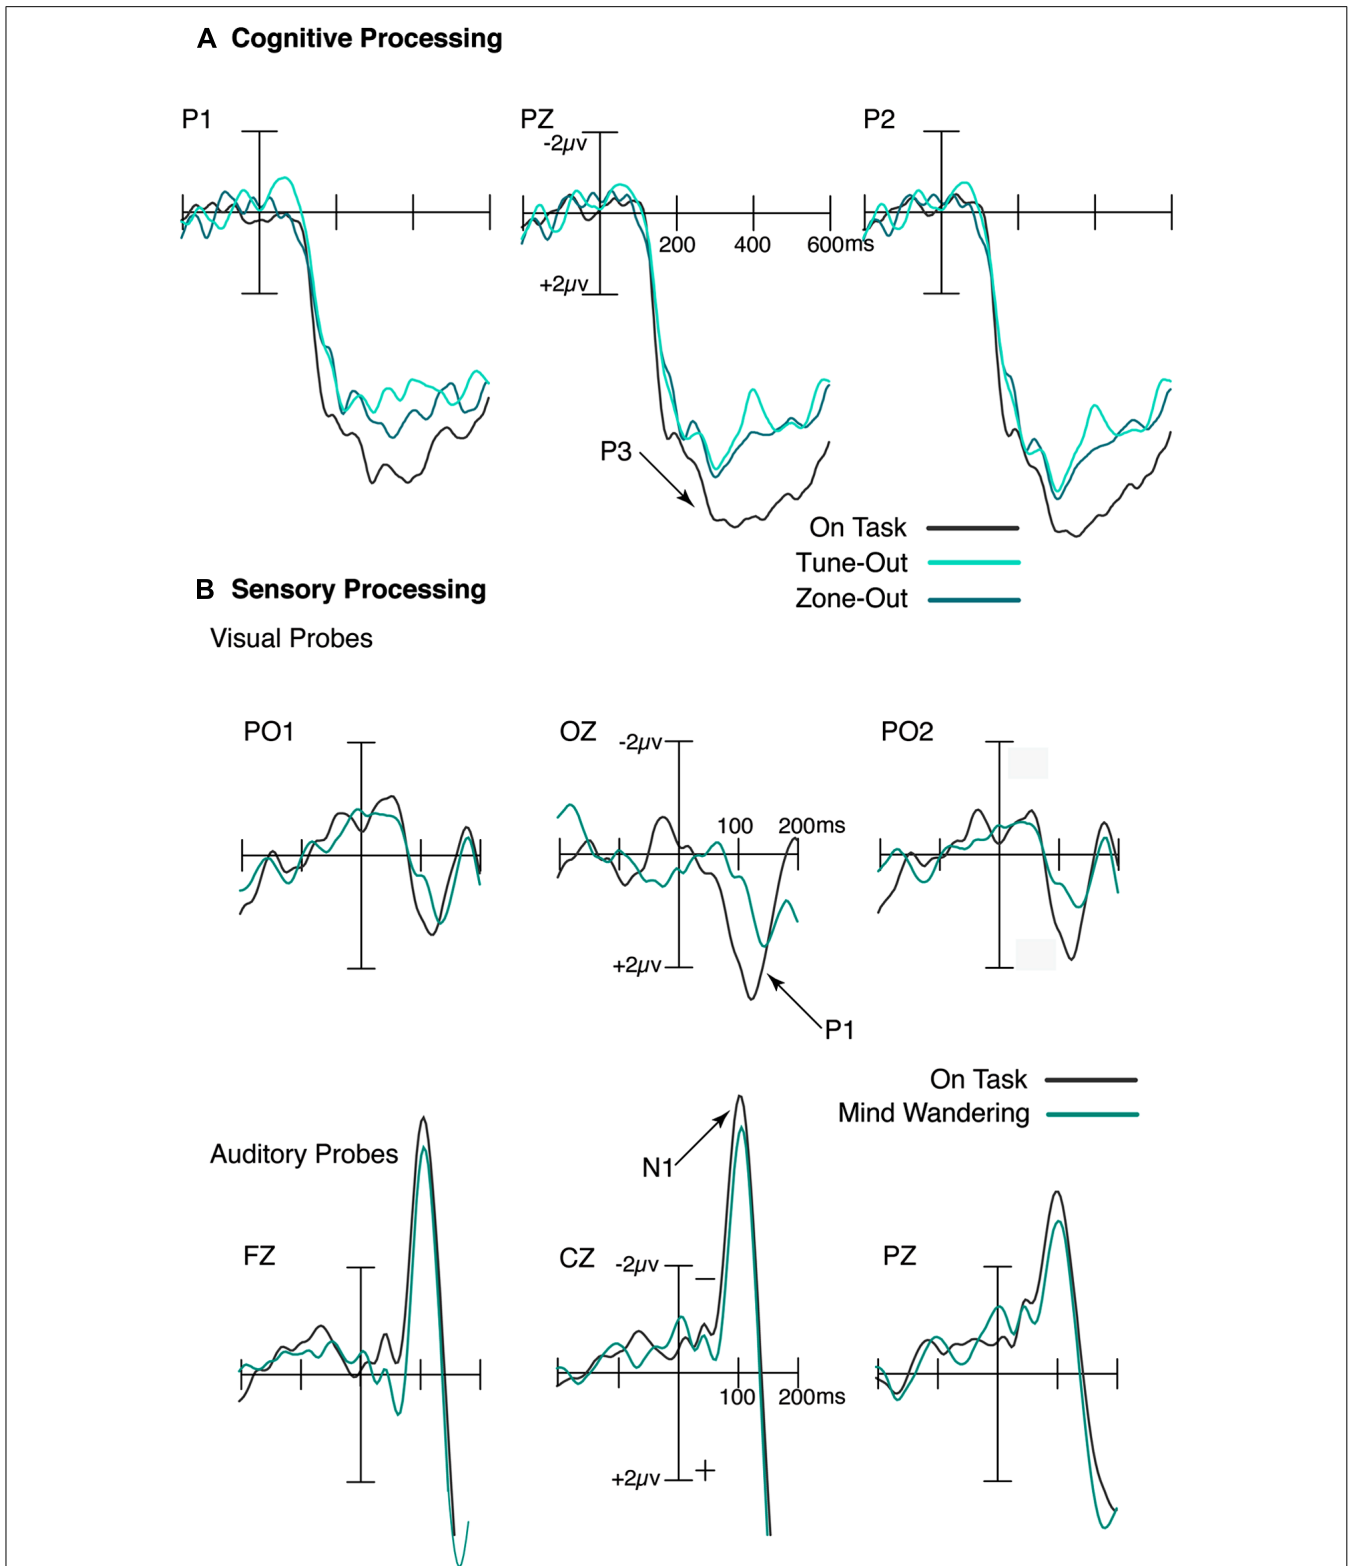 A Cognitive Processing
P1
PZ
P2
-2µv
200
400
600ms
+2µv
P3
On Task
Tune-Out
Zone-Out
B Sensory Processing
Visual Probes
PO1
OZ
PO2
-2µv
100
200ms
+2µv
P1
On Task
Mind Wandering
Auditory Probes
N1
FZ
CZ
PZ
-2µv
−
100
200ms
+2µv
+